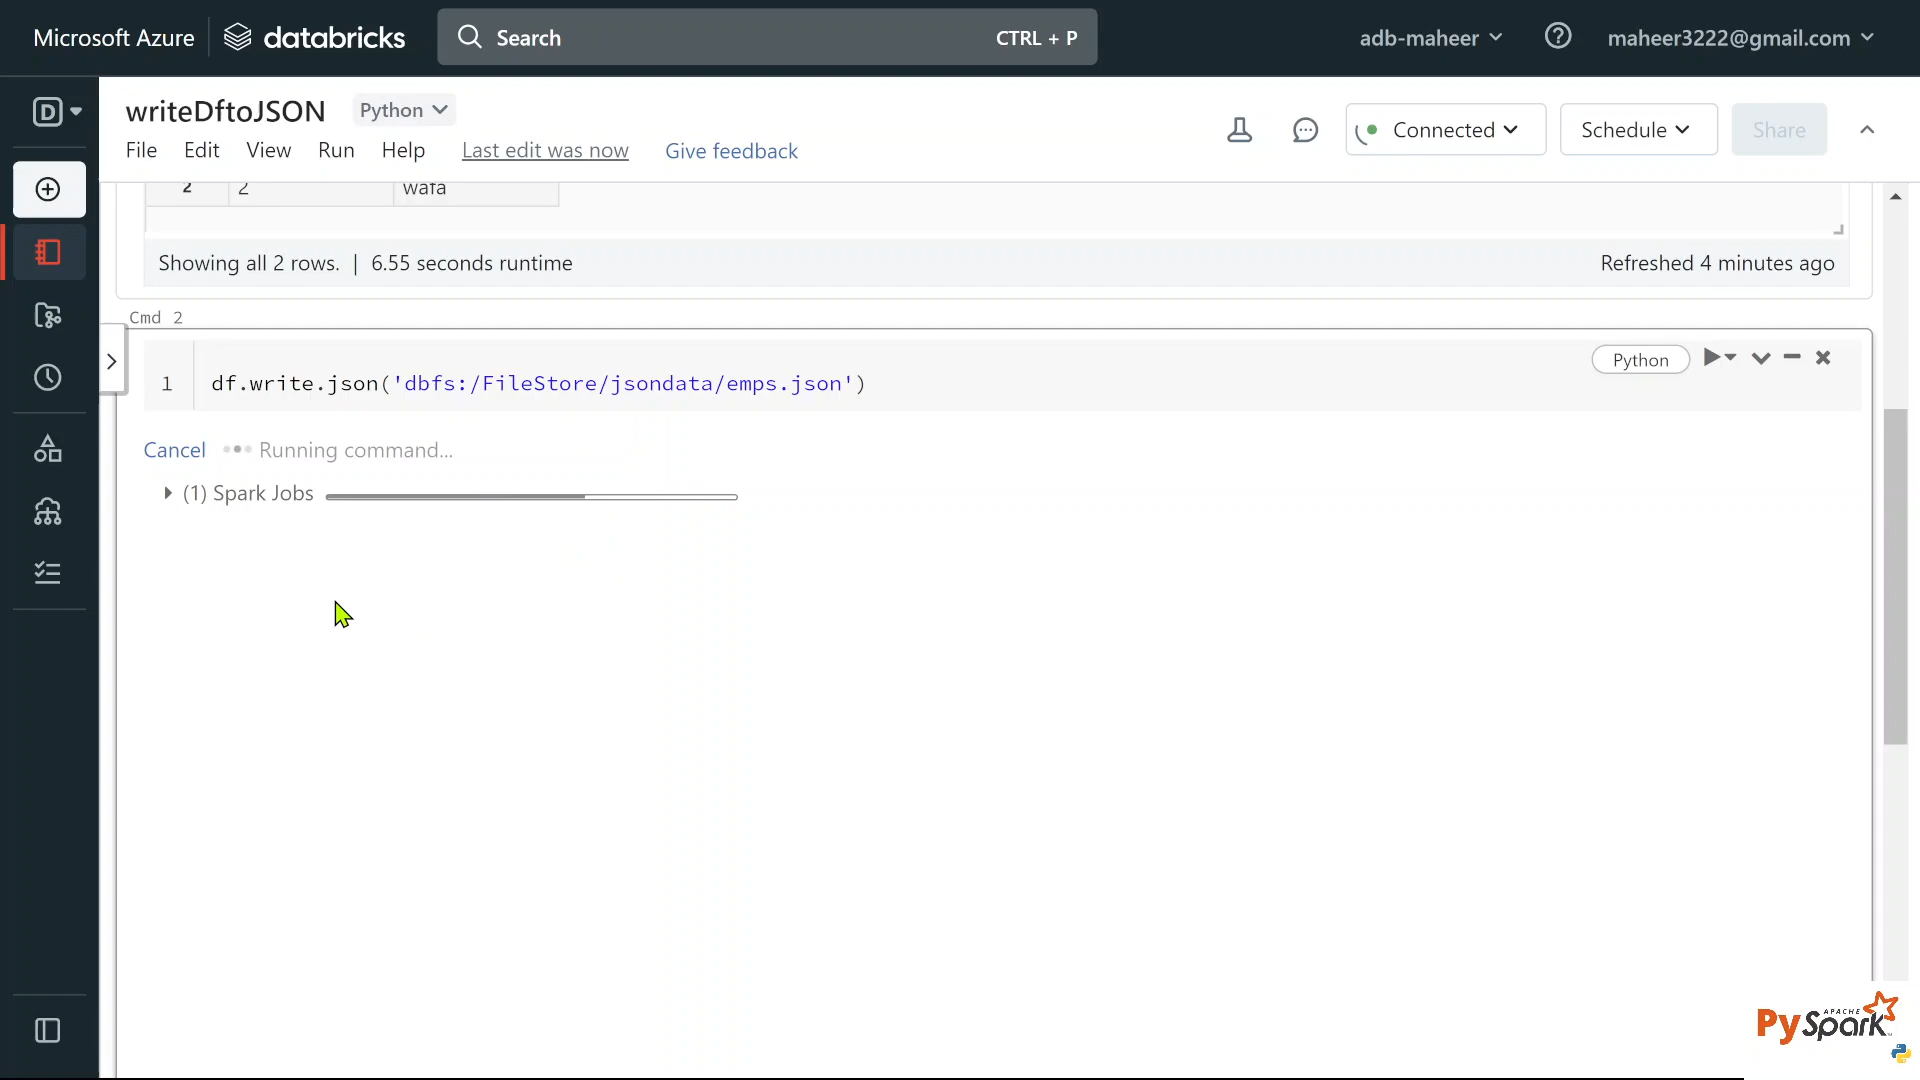 Microsoft Azure databricks Search CTRL + P adb-maheer maheer3222@gmail.com
writeDftoJSON Python
File Edit View Run Help Last edit was now Give feedback
Connected Schedule Share
2 2 wafa
Showing all 2 rows. | 6.55 seconds runtime Refreshed 4 minutes ago
Cmd 2
Python
1 df.write.json('dbfs:/FileStore/jsondata/emps.json')
Cancel Running command...
(1) Spark Jobs
APACHE
PySpark